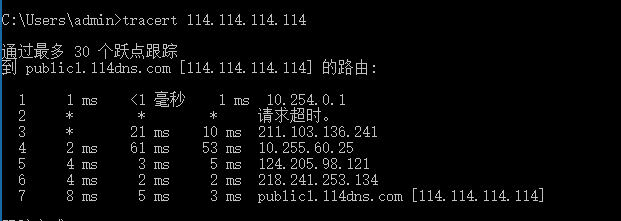 C:\Users\admin>tracert 114.114.114.114
通过最多 30 个跃点跟踪
到 public1.114dns.com [114.114.114.114] 的路由:
1 1 ms <1 毫秒 1 ms 10.254.0.1
2 * * * 请求超时。
3 * 21 ms 10 ms 211.103.136.241
4 2 ms 61 ms 53 ms 10.255.60.25
5 4 ms 3 ms 5 ms 124.205.98.121
6 4 ms 2 ms 2 ms 218.241.253.134
7 8 ms 5 ms 3 ms public1.114dns.com [114.114.114.114]